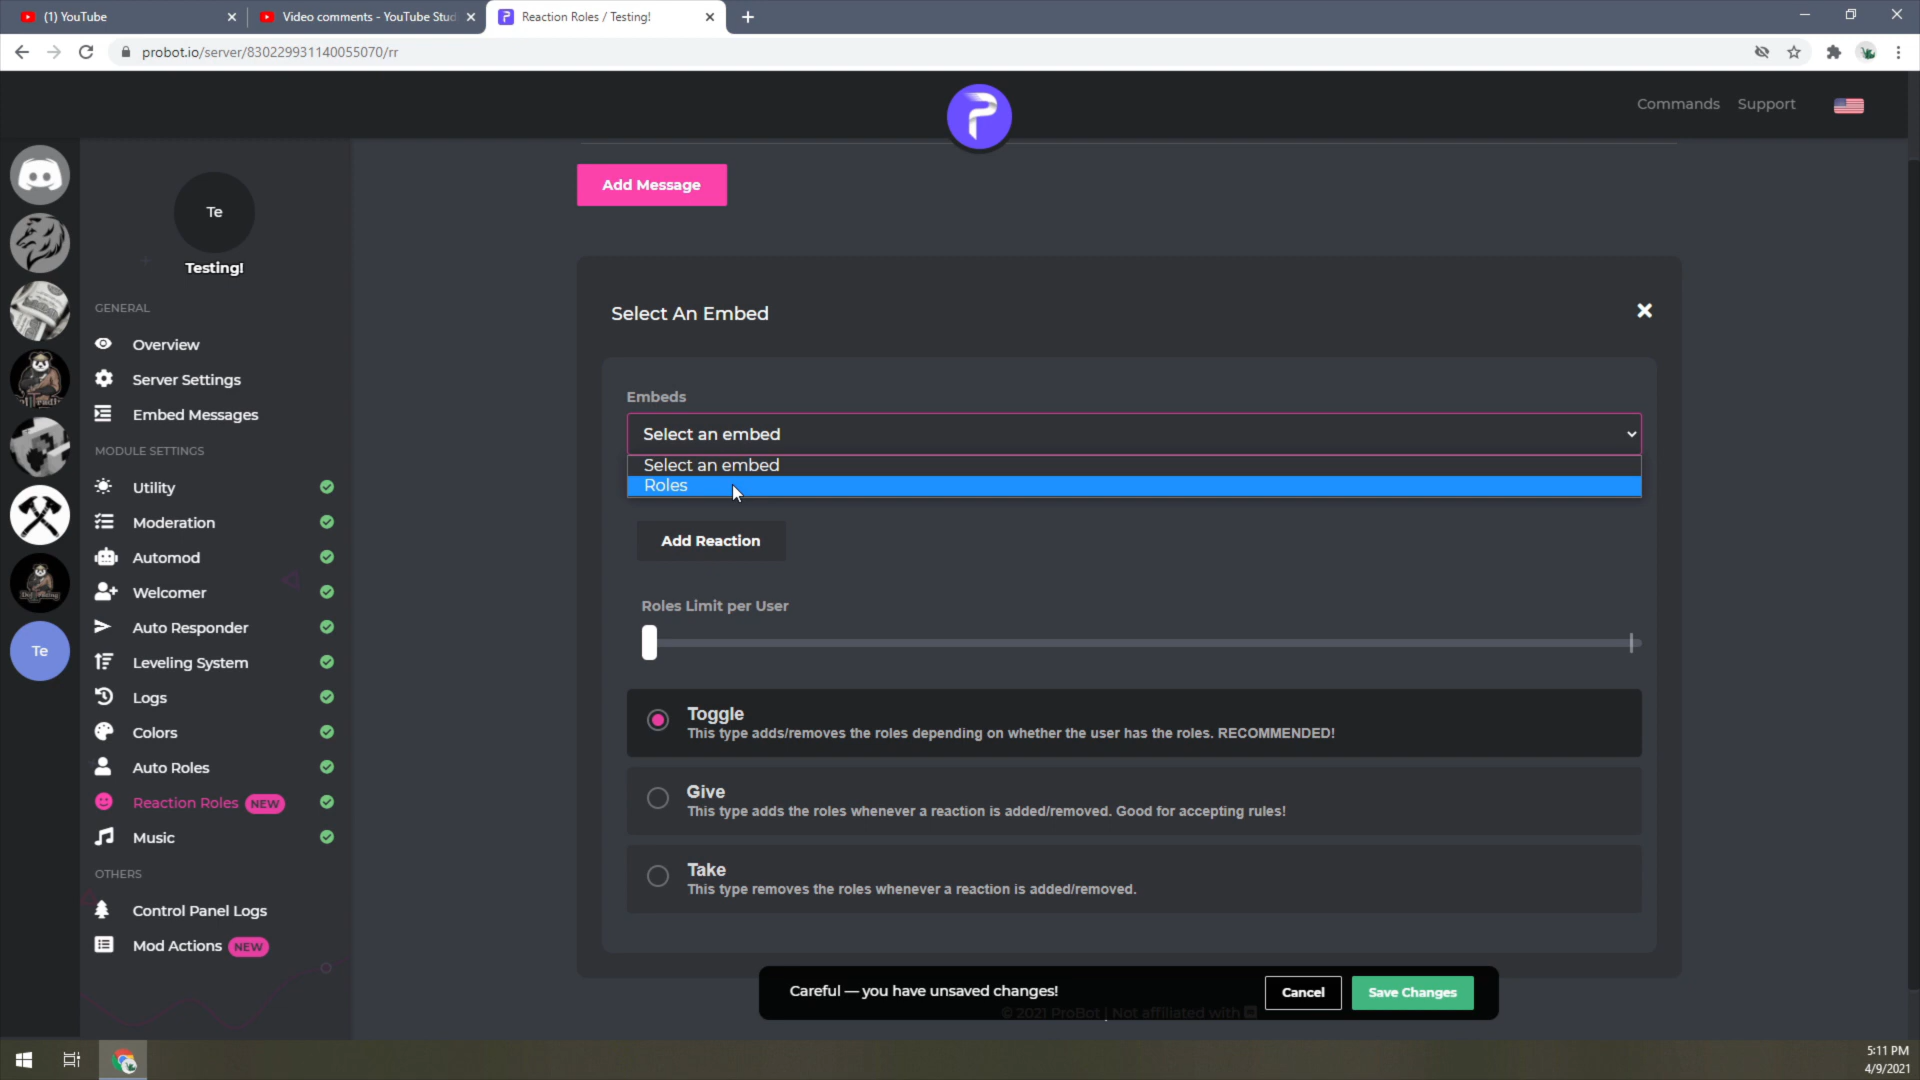 (1) YouTube
Video comments - YouTube Stud
Reaction Roles / Testing!
probot.io/server/830229931140055070/rr
Commands
Support
Te
Testing!
GENERAL
Overview
Server Settings
Embed Messages
MODULE SETTINGS
Utility
Moderation
Automod
Welcomer
Auto Responder
Leveling System
Logs
Colors
Auto Roles
Reaction Roles NEW
Music
OTHERS
Control Panel Logs
Mod Actions NEW
Te
Add Message
Select An Embed
Embeds
Select an embed
Select an embed
Roles
Add Reaction
Roles Limit per User
Toggle
This type adds/removes the roles depending on whether the user has the roles. RECOMMENDED!
Give
This type adds the roles whenever a reaction is added/removed. Good for accepting rules!
Take
This type removes the roles whenever a reaction is added/removed.
Careful — you have unsaved changes!
Cancel
Save Changes
© 2021 ProBot | Not affiliated with
5:11 PM
4/9/2021